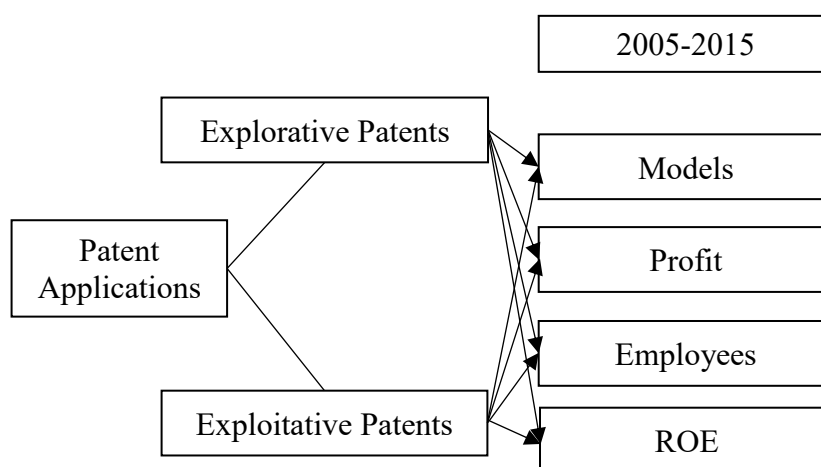 2005-2015
Explorative Patents
Models
Patent
Applications
Profit
Employees
Exploitative Patents
ROE